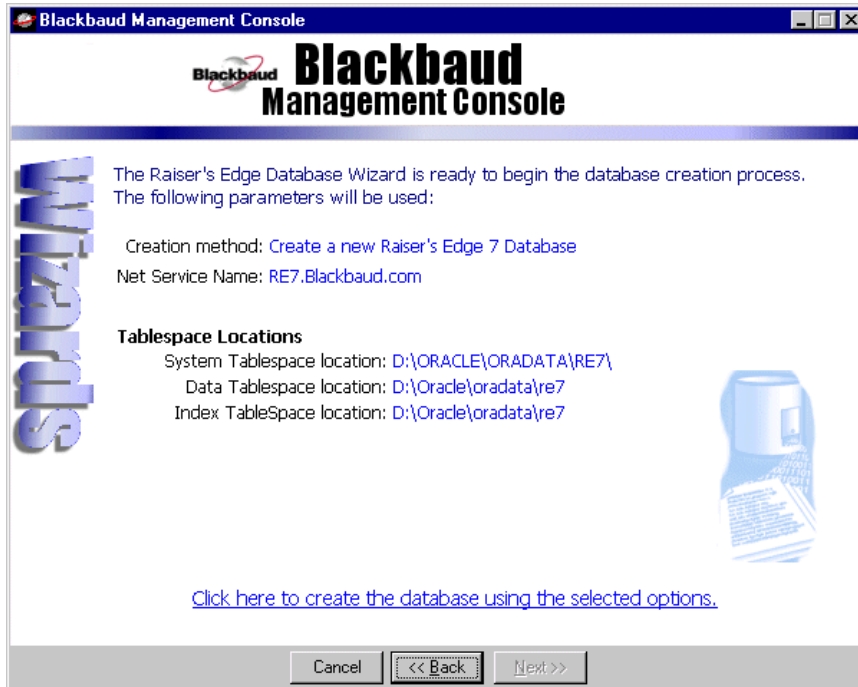 Blackbaud Management Console
Blackbaud
Blackbaud
Management Console
Wizards
The Raiser's Edge Database Wizard is ready to begin the database creation process.
The following parameters will be used:
Creation method: Create a new Raiser's Edge 7 Database
Net Service Name: RE7.Blackbaud.com
Tablespace Locations
System Tablespace location: D:\ORACLE\ORADATA\RE7\
Data Tablespace location: D:\Oracle\oradata\re7
Index TableSpace location: D:\Oracle\oradata\re7
Click here to create the database using the selected options.
Cancel
<< Back
Next >>